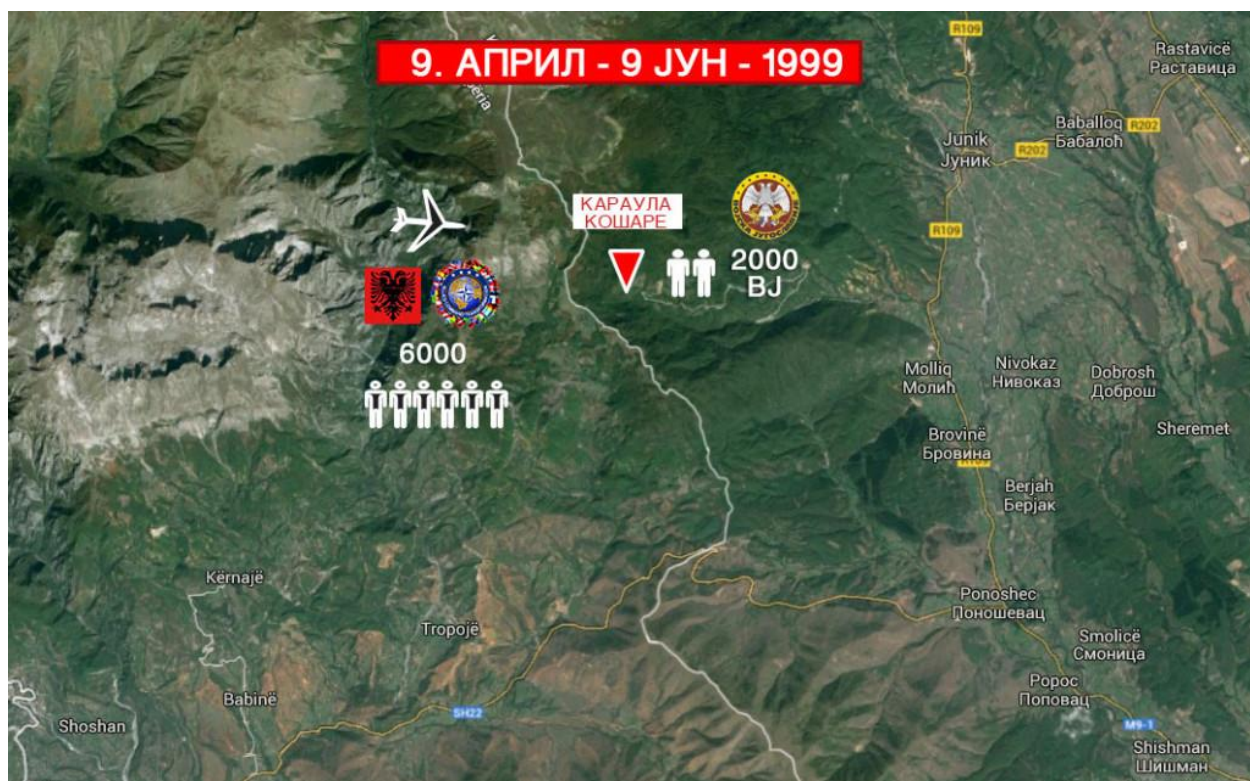 9. АПРИЛ - 9 ЈУН - 1999
R109
Rastavicë
Раставица
Baballoq
Бабалоћ
R202
Junik
Јуник
R202
КАРАУЛА
КОШАРЕ
2000
ВЈ
R109
6000
Molliq
Молић
Nivokaz
Нивоказ
Dobrosh
Доброш
Sheremet
Brovinë
Бровина
Berjah
Берјак
Kërnajë
Tropojë
Ponoshec
Поношевац
Smolicë
Смоница
Popoc
Поповац
Babinë
SH22
Shoshan
M9-1
Shishman
Шишман